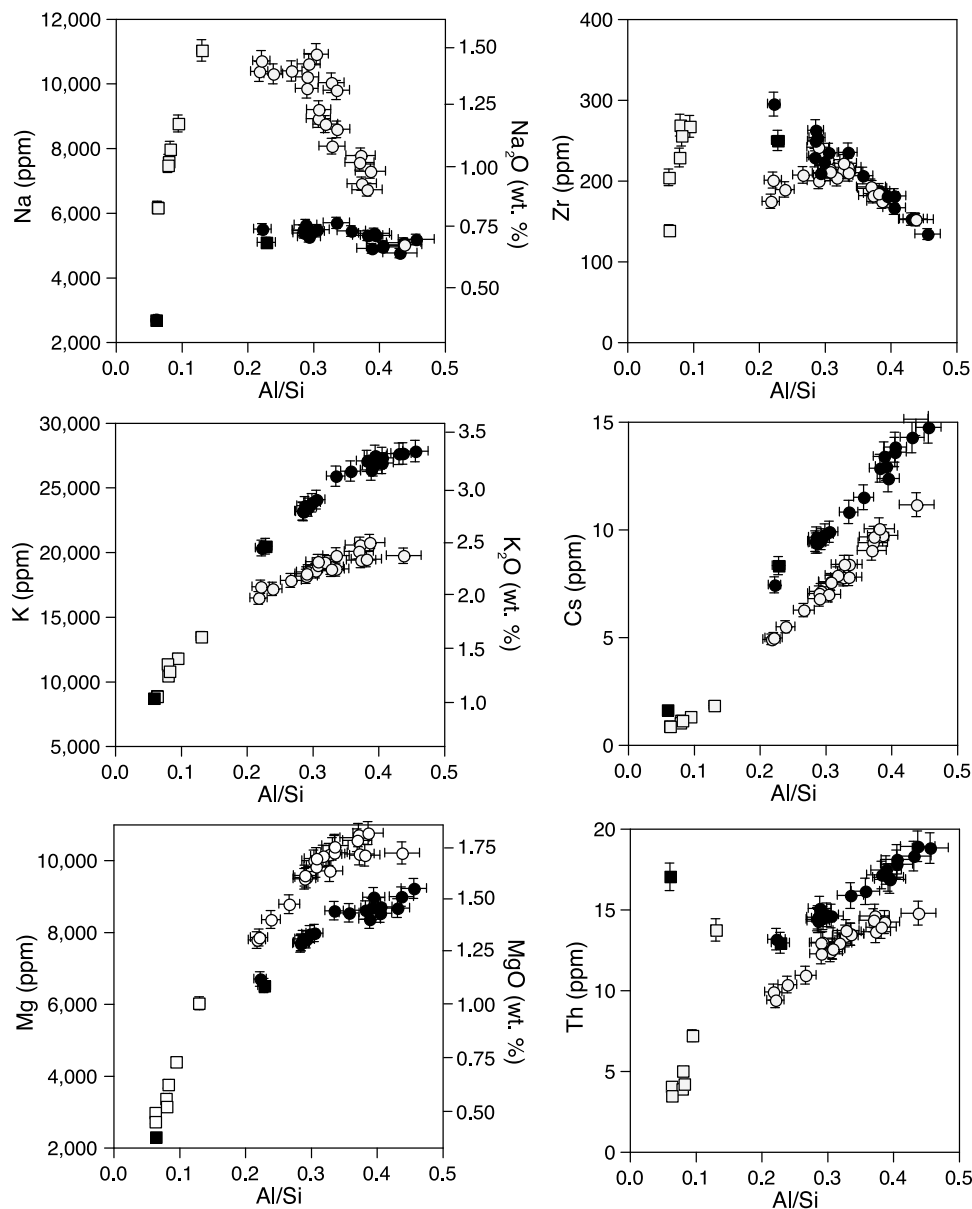 12,000
11,000
10,000
8,000
6,000
4,000
2,000
Na (ppm)
1.50
1.25
1.00
0.75
0.50
Na₂O (wt. %)
0.0 0.1 0.2 0.3 0.4 0.5
Al/Si
400
300
200
100
0
Zr (ppm)
0.0 0.1 0.2 0.3 0.4 0.5
Al/Si
30,000
25,000
20,000
15,000
10,000
5,000
K (ppm)
3.5
3.0
2.5
2.0
1.5
1.0
K₂O (wt. %)
0.0 0.1 0.2 0.3 0.4 0.5
Al/Si
15
10
5
0
Cs (ppm)
0.0 0.1 0.2 0.3 0.4 0.5
Al/Si
10,000
8,000
6,000
4,000
2,000
Mg (ppm)
1.75
1.50
1.25
1.00
0.75
0.50
MgO (wt. %)
0.0 0.1 0.2 0.3 0.4 0.5
Al/Si
20
15
10
5
0
Th (ppm)
0.0 0.1 0.2 0.3 0.4 0.5
Al/Si